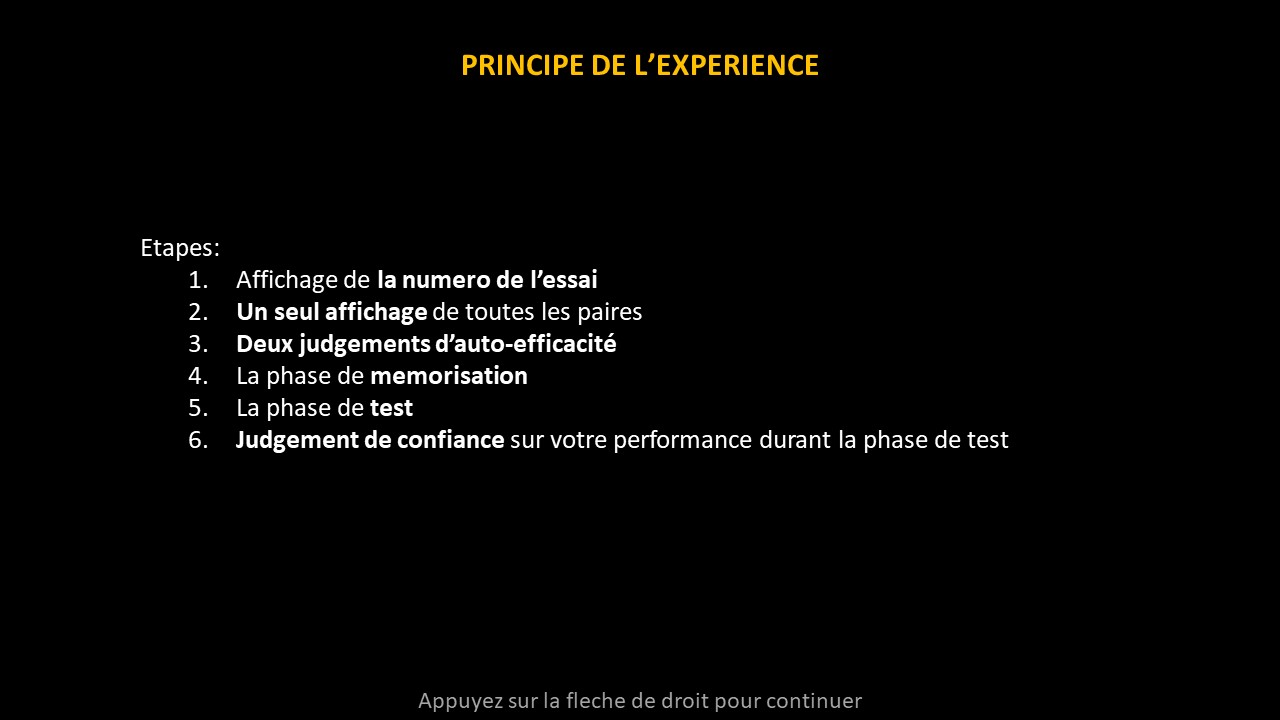 PRINCIPE DE L’EXPERIENCE
Etapes:
1. Affichage de la numero de l’essai
2. Un seul affichage de toutes les paires
3. Deux judgements d’auto-efficacité
4. La phase de memorisation
5. La phase de test
6. Judgement de confiance sur votre performance durant la phase de test
Appuyez sur la fleche de droit pour continuer